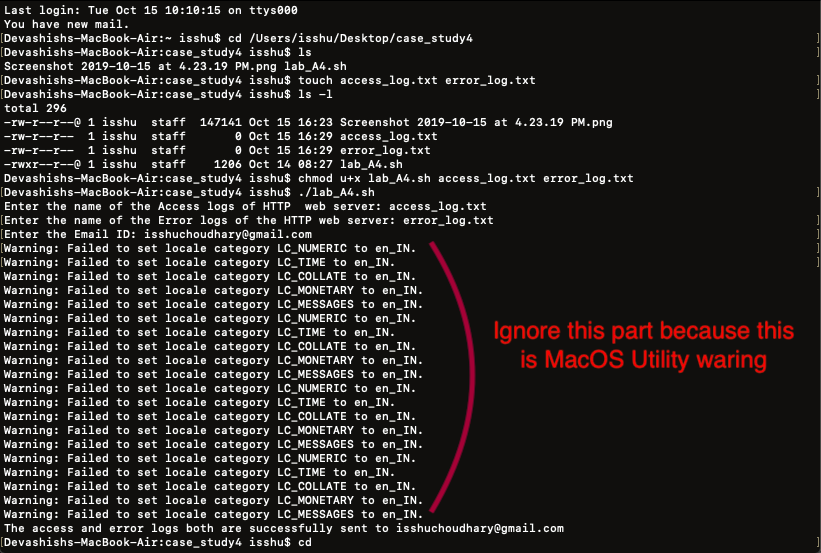 Last login: Tue Oct 15 10:10:15 on ttys000
You have new mail.
[Devashishs-MacBook-Air:~ isshu$ cd /Users/isshu/Desktop/case_study4 ]
[Devashishs-MacBook-Air:case_study4 isshu$ ls ]
Screenshot 2019-10-15 at 4.23.19 PM.png lab_A4.sh
[Devashishs-MacBook-Air:case_study4 isshu$ touch access_log.txt error_log.txt ]
[Devashishs-MacBook-Air:case_study4 isshu$ ls -l ]
total 296
-rw-r--r--@ 1 isshu  staff  147141 Oct 15 16:23 Screenshot 2019-10-15 at 4.23.19 PM.png
-rw-r--r--  1 isshu  staff       0 Oct 15 16:29 access_log.txt
-rw-r--r--  1 isshu  staff       0 Oct 15 16:29 error_log.txt
-rwxr--r--@ 1 isshu  staff    1206 Oct 14 08:27 lab_A4.sh
Devashishs-MacBook-Air:case_study4 isshu$ chmod u+x lab_A4.sh access_log.txt error_log.txt
[Devashishs-MacBook-Air:case_study4 isshu$ ./lab_A4.sh ]
Enter the name of the Access logs of HTTP  web server: access_log.txt
[Enter the name of the Error logs of the HTTP web server: error_log.txt ]
[Enter the Email ID: isshuchoudhary@gmail.com ]
[Warning: Failed to set locale category LC_NUMERIC to en_IN. ]
[Warning: Failed to set locale category LC_TIME to en_IN. ]
Warning: Failed to set locale category LC_COLLATE to en_IN.
Warning: Failed to set locale category LC_MONETARY to en_IN.
Warning: Failed to set locale category LC_MESSAGES to en_IN.
Warning: Failed to set locale category LC_NUMERIC to en_IN.
Warning: Failed to set locale category LC_TIME to en_IN.
Warning: Failed to set locale category LC_COLLATE to en_IN.
Warning: Failed to set locale category LC_MONETARY to en_IN.
Warning: Failed to set locale category LC_MESSAGES to en_IN.
Warning: Failed to set locale category LC_NUMERIC to en_IN.
Warning: Failed to set locale category LC_TIME to en_IN.
Warning: Failed to set locale category LC_COLLATE to en_IN.
Warning: Failed to set locale category LC_MONETARY to en_IN.
Warning: Failed to set locale category LC_MESSAGES to en_IN.
Warning: Failed to set locale category LC_NUMERIC to en_IN.
Warning: Failed to set locale category LC_TIME to en_IN.
Warning: Failed to set locale category LC_COLLATE to en_IN.
Warning: Failed to set locale category LC_MONETARY to en_IN.
Warning: Failed to set locale category LC_MESSAGES to en_IN.
The access and error logs both are successfully sent to isshuchoudhary@gmail.com
[Devashishs-MacBook-Air:case_study4 isshu$ cd ]
Ignore this part because this
is MacOS Utility waring